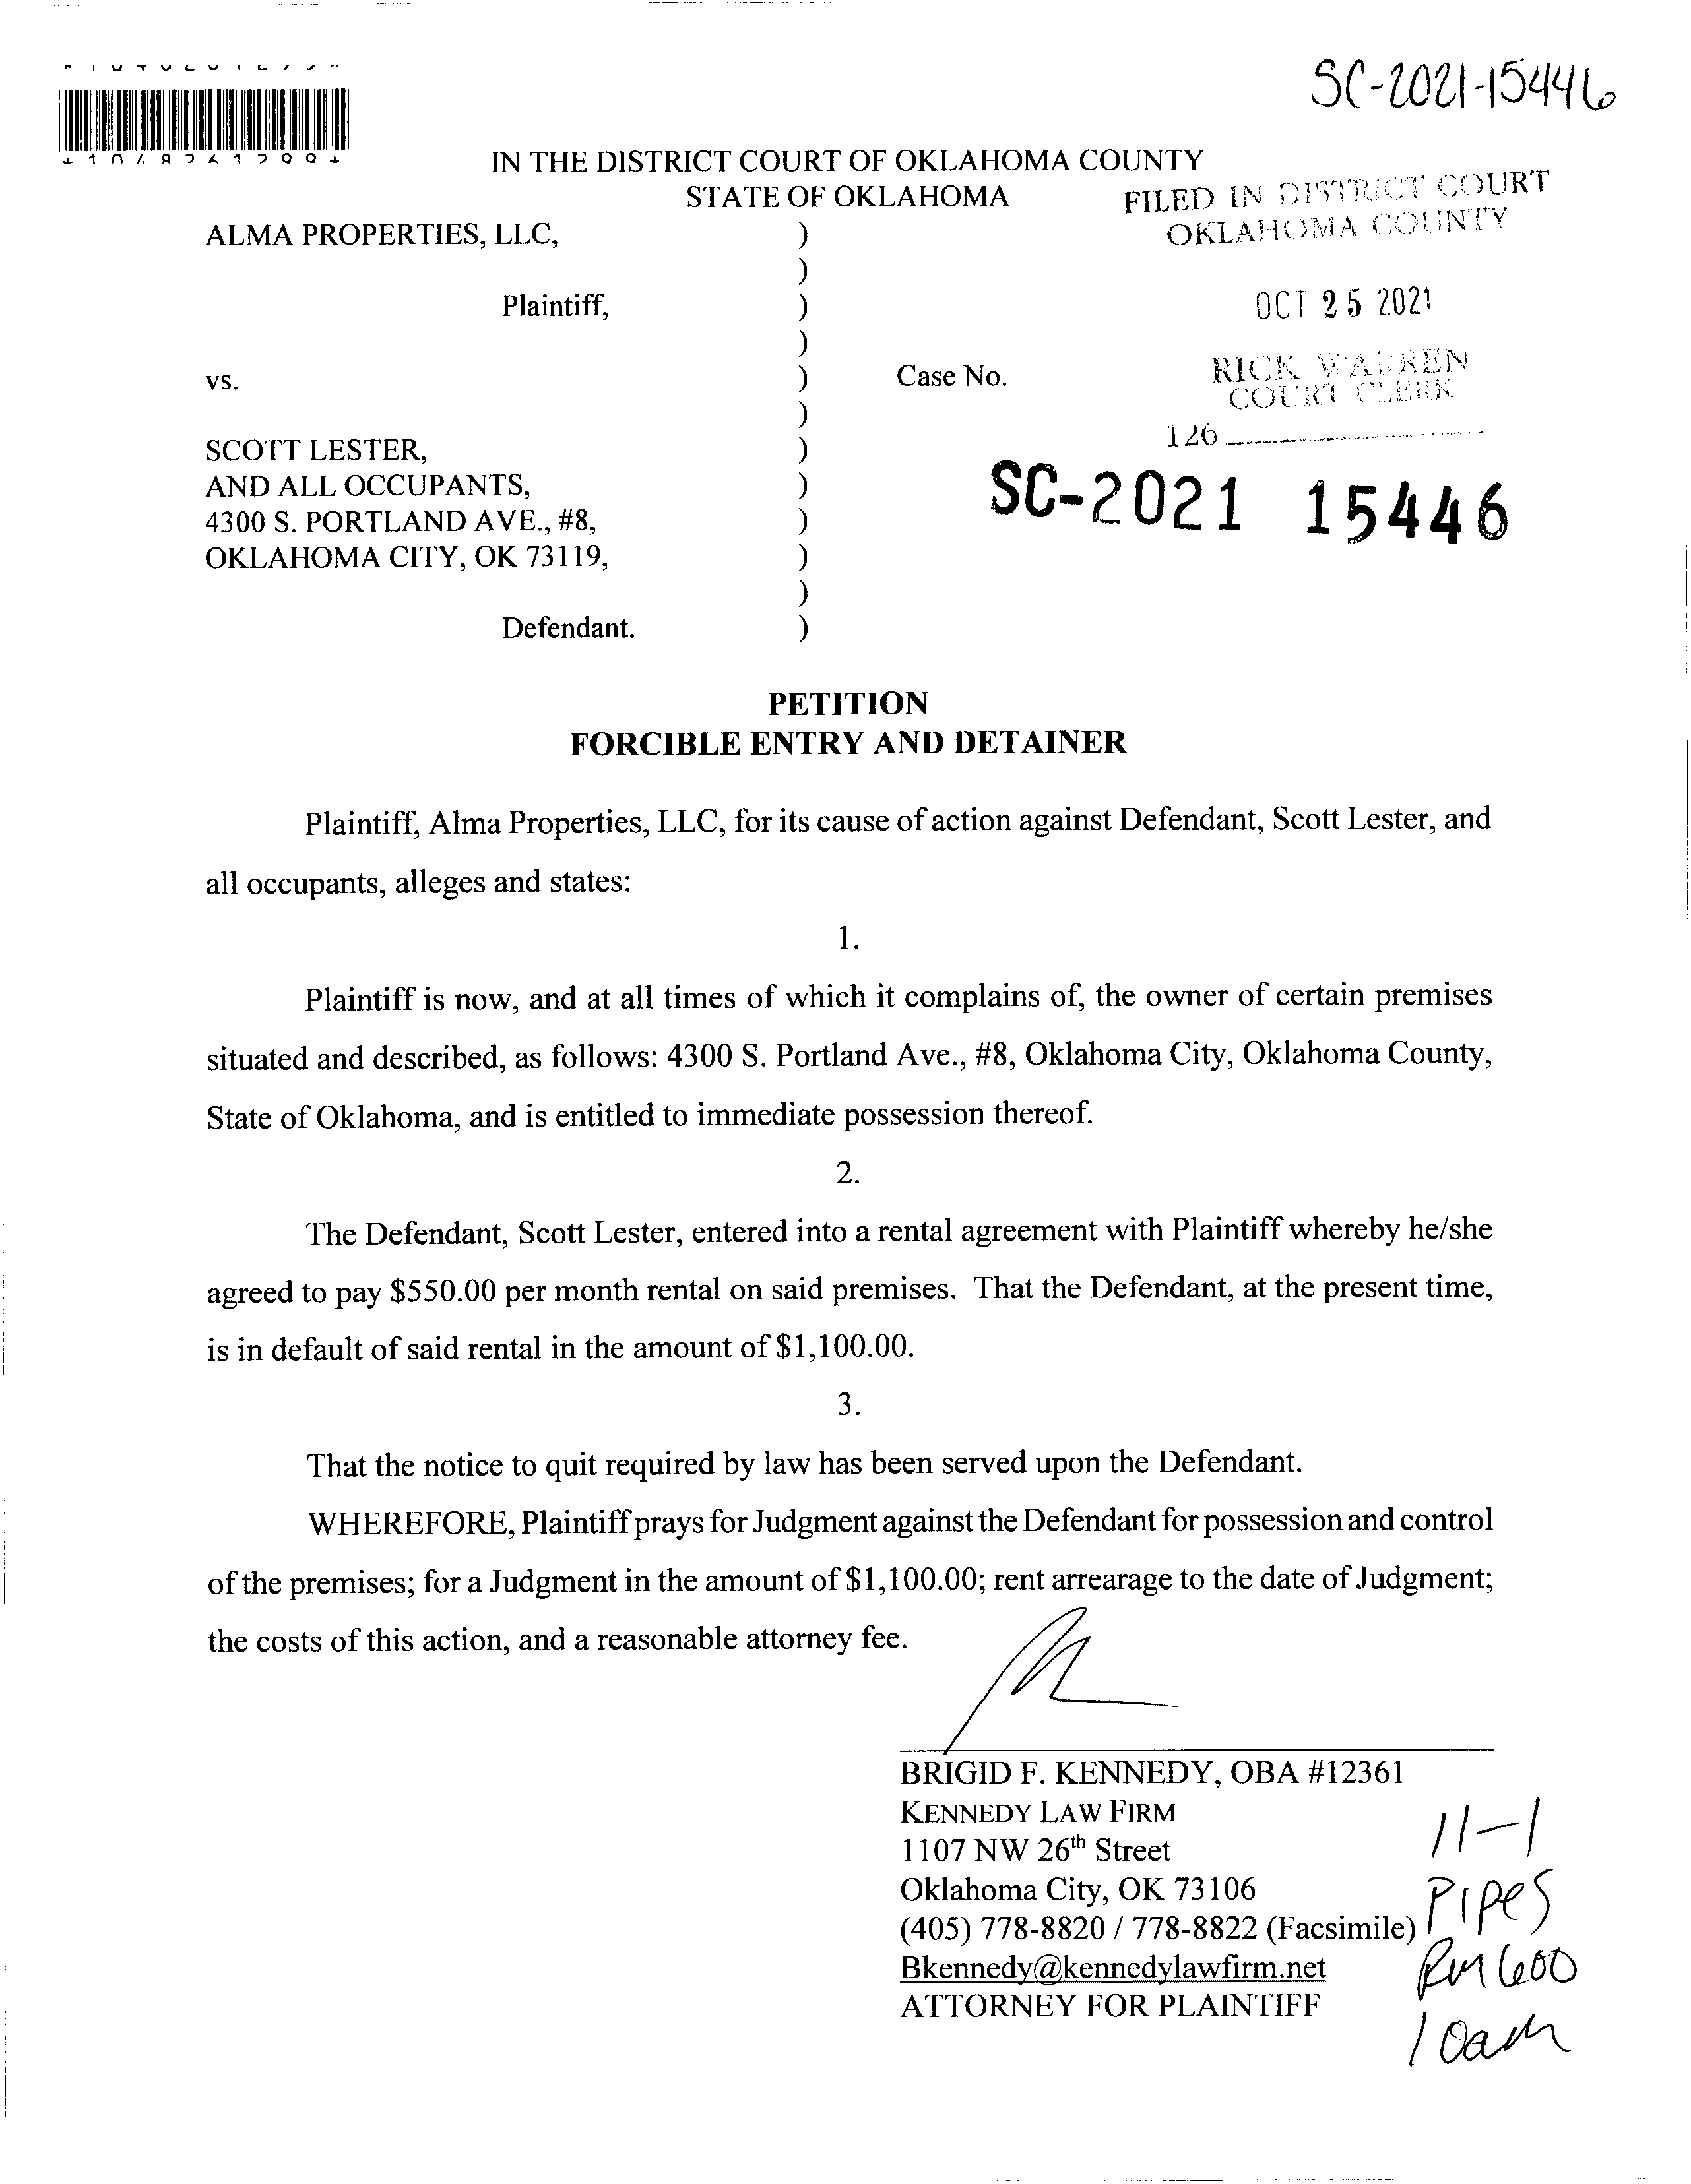 SC-2021-15446
IN THE DISTRICT COURT OF OKLAHOMA COUNTY
STATE OF OKLAHOMA
FILED IN DISTRICT COURT
OKLAHOMA COUNTY
ALMA PROPERTIES, LLC, )
)
Plaintiff, )
OCT 25 2021
)
vs. ) Case No.
RICK WARREN
COURT CLERK
)
126
SCOTT LESTER, )
AND ALL OCCUPANTS, )
SC-2021 15446
4300 S. PORTLAND AVE., #8, )
OKLAHOMA CITY, OK 73119, )
)
Defendant. )
PETITION
FORCIBLE ENTRY AND DETAINER
Plaintiff, Alma Properties, LLC, for its cause of action against Defendant, Scott Lester, and
all occupants, alleges and states:
1.
Plaintiff is now, and at all times of which it complains of, the owner of certain premises
situated and described, as follows: 4300 S. Portland Ave., #8, Oklahoma City, Oklahoma County,
State of Oklahoma, and is entitled to immediate possession thereof.
2.
The Defendant, Scott Lester, entered into a rental agreement with Plaintiff whereby he/she
agreed to pay $550.00 per month rental on said premises. That the Defendant, at the present time,
is in default of said rental in the amount of $1,100.00.
3.
That the notice to quit required by law has been served upon the Defendant.
WHEREFORE, Plaintiff prays for Judgment against the Defendant for possession and control
of the premises; for a Judgment in the amount of $1,100.00; rent arrearage to the date of Judgment;
the costs of this action, and a reasonable attorney fee.
BRIGID F. KENNEDY, OBA #12361
KENNEDY LAW FIRM
1107 NW 26th Street
Oklahoma City, OK 73106
(405) 778-8820 / 778-8822 (Facsimile)
Bkennedy@kennedylawfirm.net
ATTORNEY FOR PLAINTIFF
11-1
Pipes
Rm 600
10am